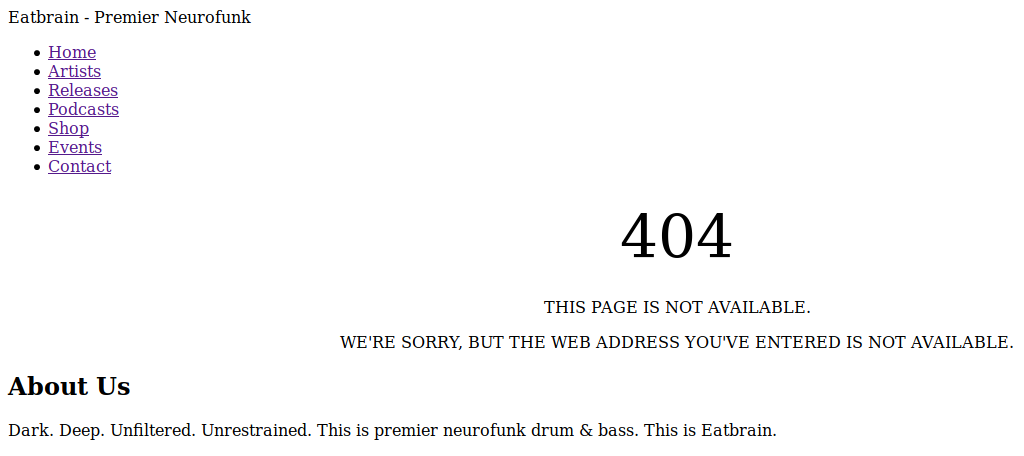 Eatbrain - Premier Neurofunk
Home
Artists
Releases
Podcasts
Shop
Events
Contact
404
THIS PAGE IS NOT AVAILABLE.
WE'RE SORRY, BUT THE WEB ADDRESS YOU'VE ENTERED IS NOT AVAILABLE.
About Us
Dark. Deep. Unfiltered. Unrestrained. This is premier neurofunk drum & bass. This is Eatbrain.